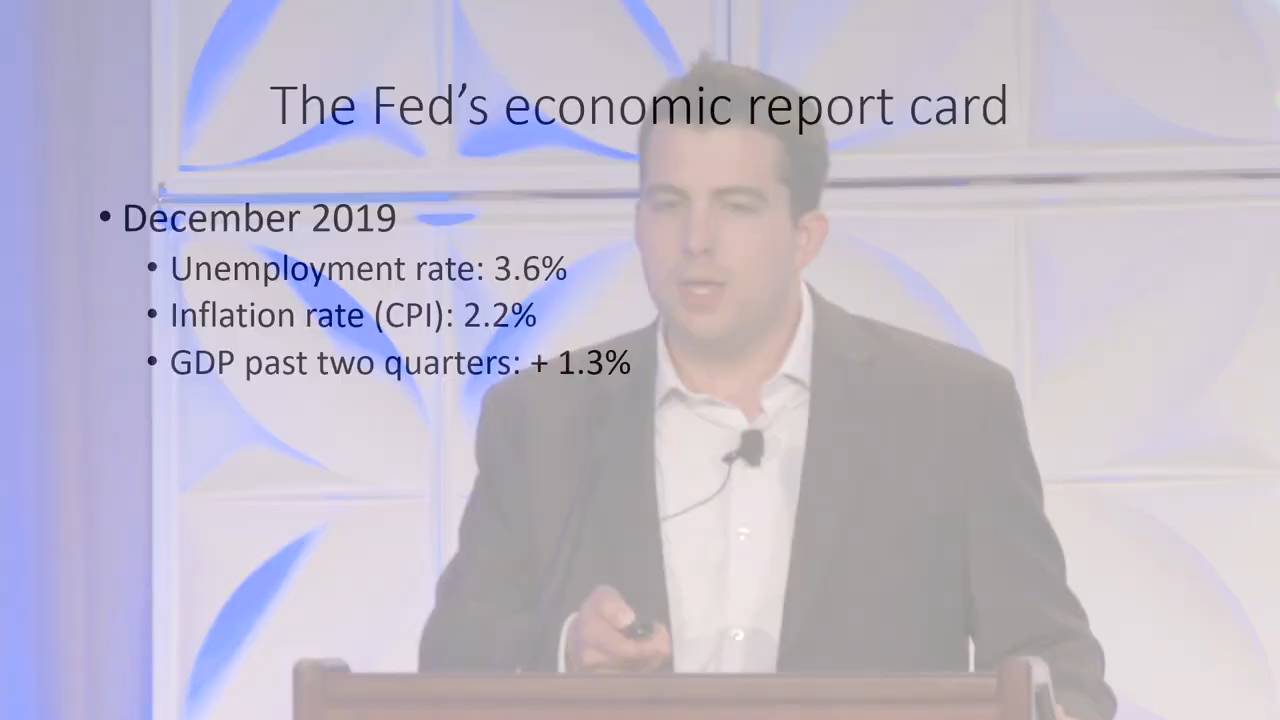 The Fed’s economic report card
• December 2019
• Unemployment rate: 3.6%
• Inflation rate (CPI): 2.2%
• GDP past two quarters: + 1.3%